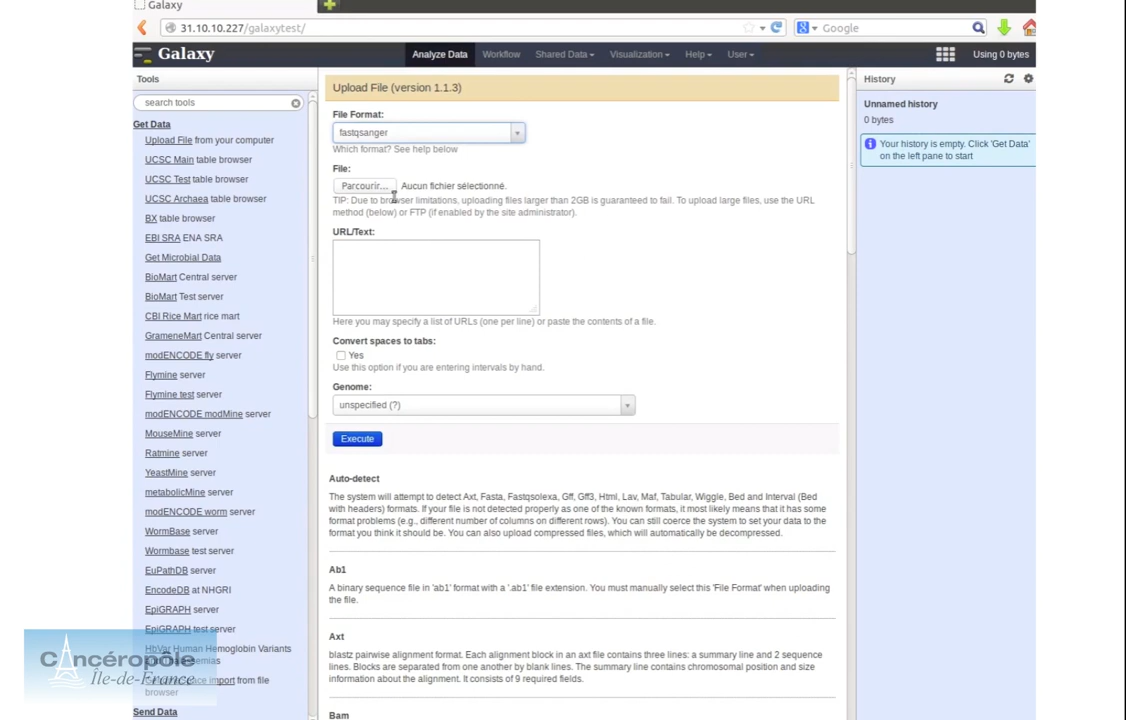 Galaxy
31.10.10.227/galaxytest/
Google
Galaxy
Analyze Data Workflow Shared Data Visualization Help User
Using 0 bytes
Tools
search tools
Get Data
Upload File from your computer
UCSC Main table browser
UCSC Test table browser
UCSC Archaea table browser
BX table browser
EBI SRA ENA SRA
Get Microbial Data
BioMart Central server
BioMart Test server
CBI Rice Mart rice mart
GrameneMart Central server
modENCODE fly server
Flymine server
Flymine test server
modENCODE modMine server
MouseMine server
Ratmine server
YeastMine server
metabolicMine server
modENCODE worm server
WormBase server
Wormbase test server
EuPathDB server
EncodeDB at NHGRI
EpiGRAPH server
EpiGRAPH test server
HbVar Human Hemoglobin Variants
import from file
browser
Send Data
Upload File (version 1.1.3)
File Format:
fastqsanger
Which format? See help below
File:
Parcourir... Aucun fichier sélectionné.
TIP: Due to browser limitations, uploading files larger than 2GB is guaranteed to fail. To upload large files, use the URL
method (below) or FTP (if enabled by the site administrator).
URL/Text:
Here you may specify a list of URLs (one per line) or paste the contents of a file.
Convert spaces to tabs:
Yes
Use this option if you are entering intervals by hand.
Genome:
unspecified (?)
Execute
Auto-detect
The system will attempt to detect Axt, Fasta, Fastqsolexa, Gff, Gff3, Html, Lav, Maf, Tabular, Wiggle, Bed and Interval (Bed
with headers) formats. If your file is not detected properly as one of the known formats, it most likely means that it has some
format problems (e.g., different number of columns on different rows). You can still coerce the system to set your data to the
format you think it should be. You can also upload compressed files, which will automatically be decompressed.
Ab1
A binary sequence file in 'ab1' format with a '.ab1' file extension. You must manually select this 'File Format' when uploading
the file.
Axt
blastz pairwise alignment format. Each alignment block in an axt file contains three lines: a summary line and 2 sequence
lines. Blocks are separated from one another by blank lines. The summary line contains chromosomal position and size
information about the alignment. It consists of 9 required fields.
Bam
History
Unnamed history
0 bytes
Your history is empty. Click 'Get Data'
on the left pane to start
Cancéropôle
Île-de-France